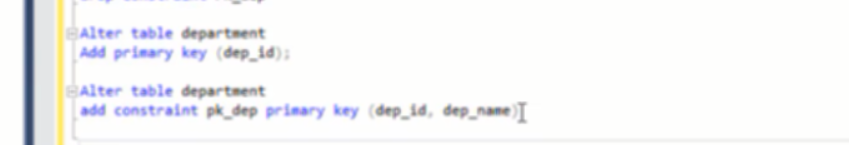 Alter table department
Add primary key (dep_id);
Alter table department
add constraint pk_dep primary key (dep_id, dep_name)